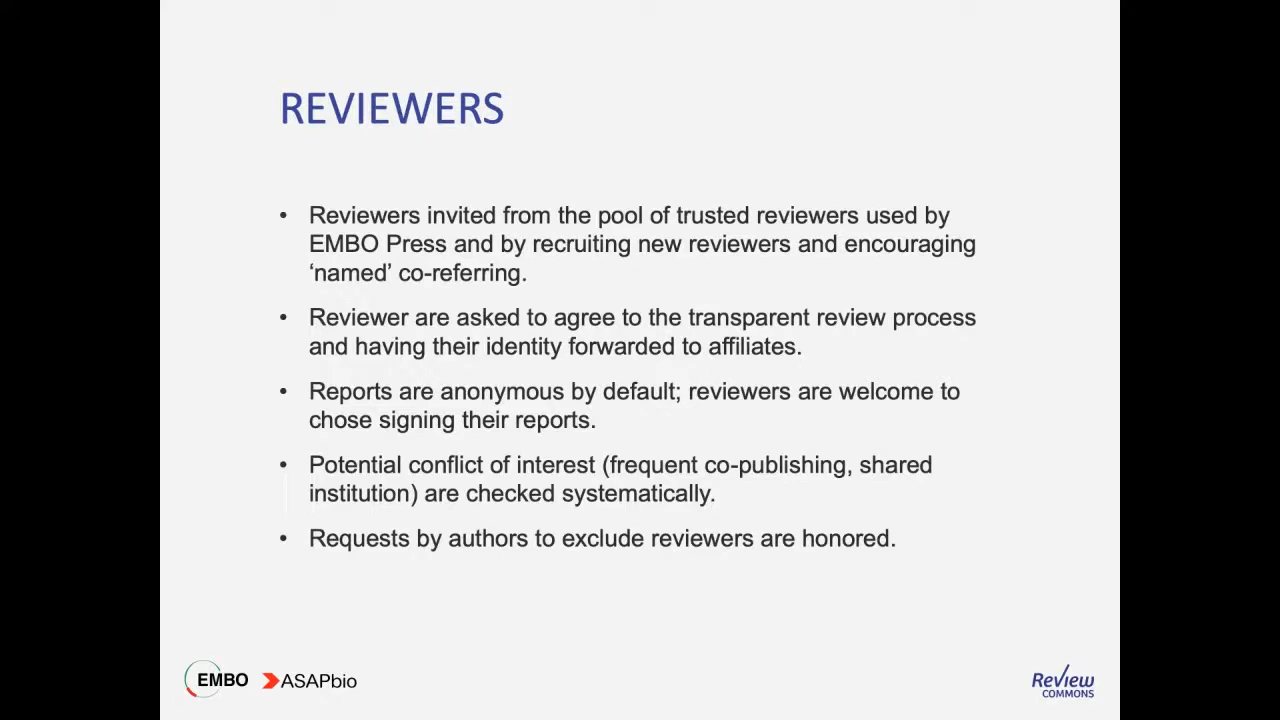 REVIEWERS
• Reviewers invited from the pool of trusted reviewers used by
EMBO Press and by recruiting new reviewers and encouraging
‘named’ co-referring.
• Reviewer are asked to agree to the transparent review process
and having their identity forwarded to affiliates.
• Reports are anonymous by default; reviewers are welcome to
chose signing their reports.
• Potential conflict of interest (frequent co-publishing, shared
institution) are checked systematically.
• Requests by authors to exclude reviewers are honored.
EMBO ASAPbio
Review
COMMONS